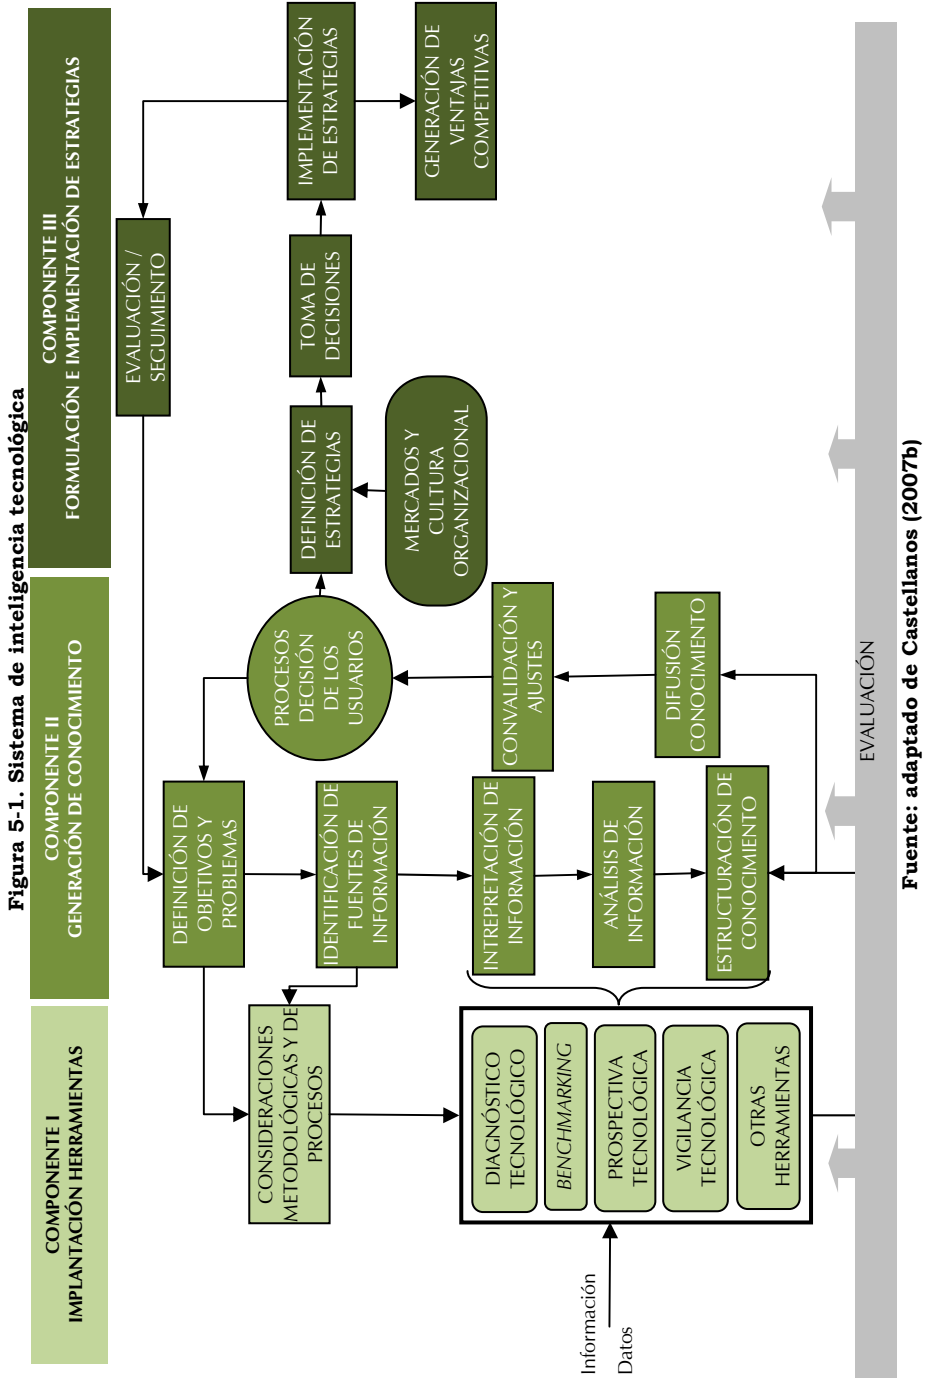 Figura 5-1. Sistema de inteligencia tecnológica
COMPONENTE I
IMPLANTACIÓN HERRAMIENTAS
COMPONENTE II
GENERACIÓN DE CONOCIMIENTO
COMPONENTE III
FORMULACIÓN E IMPLEMENTACIÓN DE ESTRATEGIAS
EVALUACIÓN /
SEGUIMIENTO
DEFINICIÓN DE
OBJETIVOS Y
PROBLEMAS
CONSIDERACIONES
METODOLÓGICAS Y DE
PROCESOS
IDENTIFICACIÓN DE
FUENTES DE
INFORMACIÓN
PROCESOS
DECISIÓN
DE LOS
USUARIOS
DEFINICIÓN DE
ESTRATEGIAS
TOMA DE
DECISIONES
IMPLEMENTACIÓN
DE ESTRATEGIAS
MERCADOS Y
CULTURA
ORGANIZACIONAL
GENERACIÓN DE
VENTAJAS
COMPETITIVAS
DIAGNÓSTICO
TECNOLÓGICO
BENCHMARKING
PROSPECTIVA
TECNOLÓGICA
VIGILANCIA
TECNOLÓGICA
OTRAS
HERRAMIENTAS
INTREPRETACIÓN DE
INFORMACIÓN
ANÁLISIS DE
INFORMACIÓN
ESTRUCTURACIÓN DE
CONOCIMIENTO
CONVALIDACIÓN Y
AJUSTES
DIFUSIÓN
CONOCIMIENTO
Información
Datos
EVALUACIÓN
Fuente: adaptado de Castellanos (2007b)